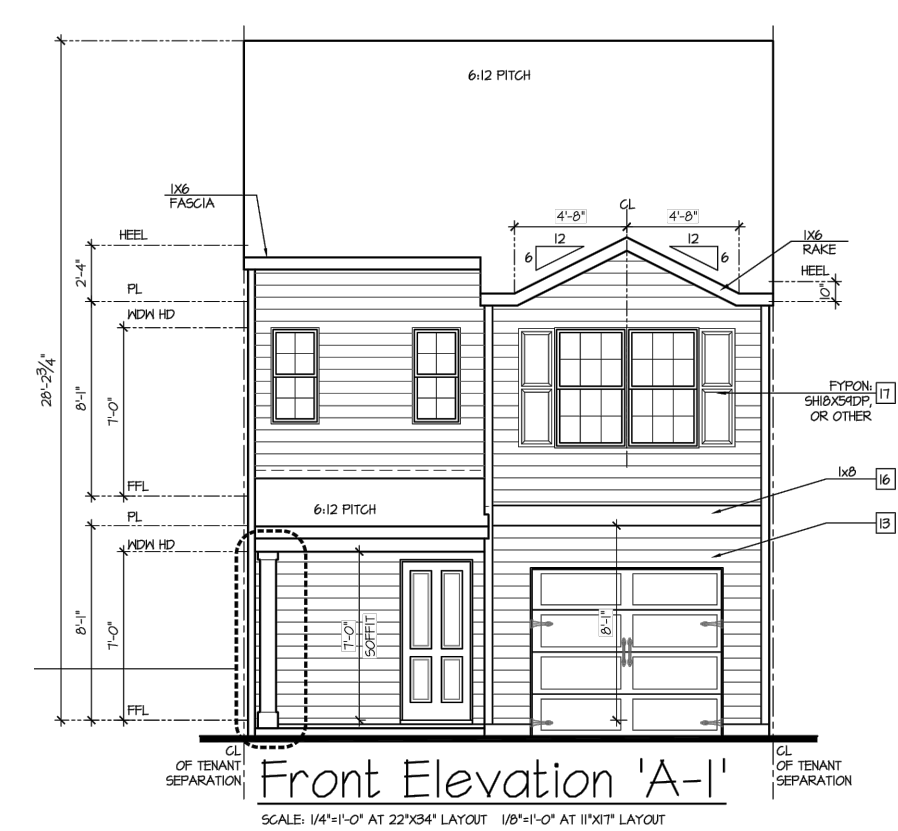 6:12 PITCH
1X6
FASCIA
CL
4'-8"
4'-8"
12
6
12
6
1X6
RAKE
HEEL
HEEL
10"
2'-4"
PL
WDW HD
28'-2 3/4"
8'-1"
7'-0"
FYPON:
SH18X59DP,
OR OTHER
17
FFL
1x8
16
6:12 PITCH
PL
13
WDW HD
8'-1"
7'-0"
7'-0"
SOFFIT
8'-1"
FFL
CL
OF TENANT
SEPARATION
CL
OF TENANT
SEPARATION
Front Elevation 'A-1'
SCALE: 1/4"=1'-0" AT 22"X34" LAYOUT 1/8"=1'-0" AT 11"X17" LAYOUT